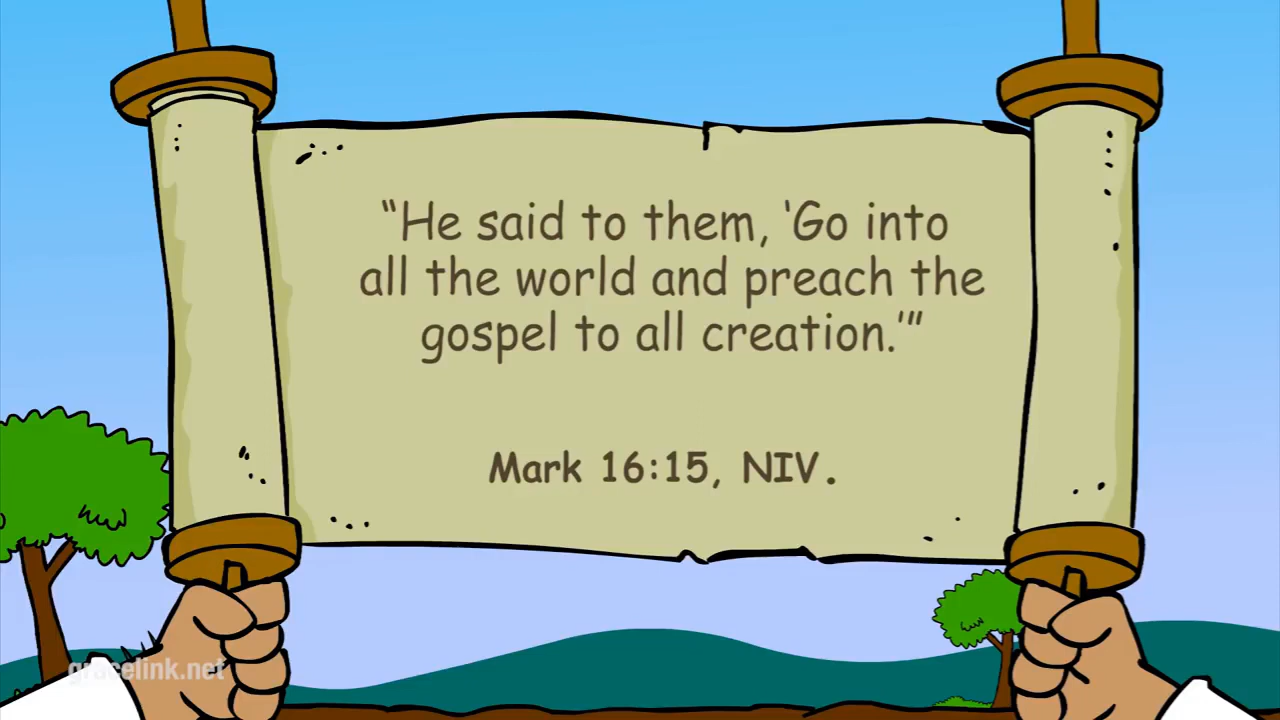 “He said to them, ‘Go into
all the world and preach the
gospel to all creation.’”
Mark 16:15, NIV.
gracelink.net